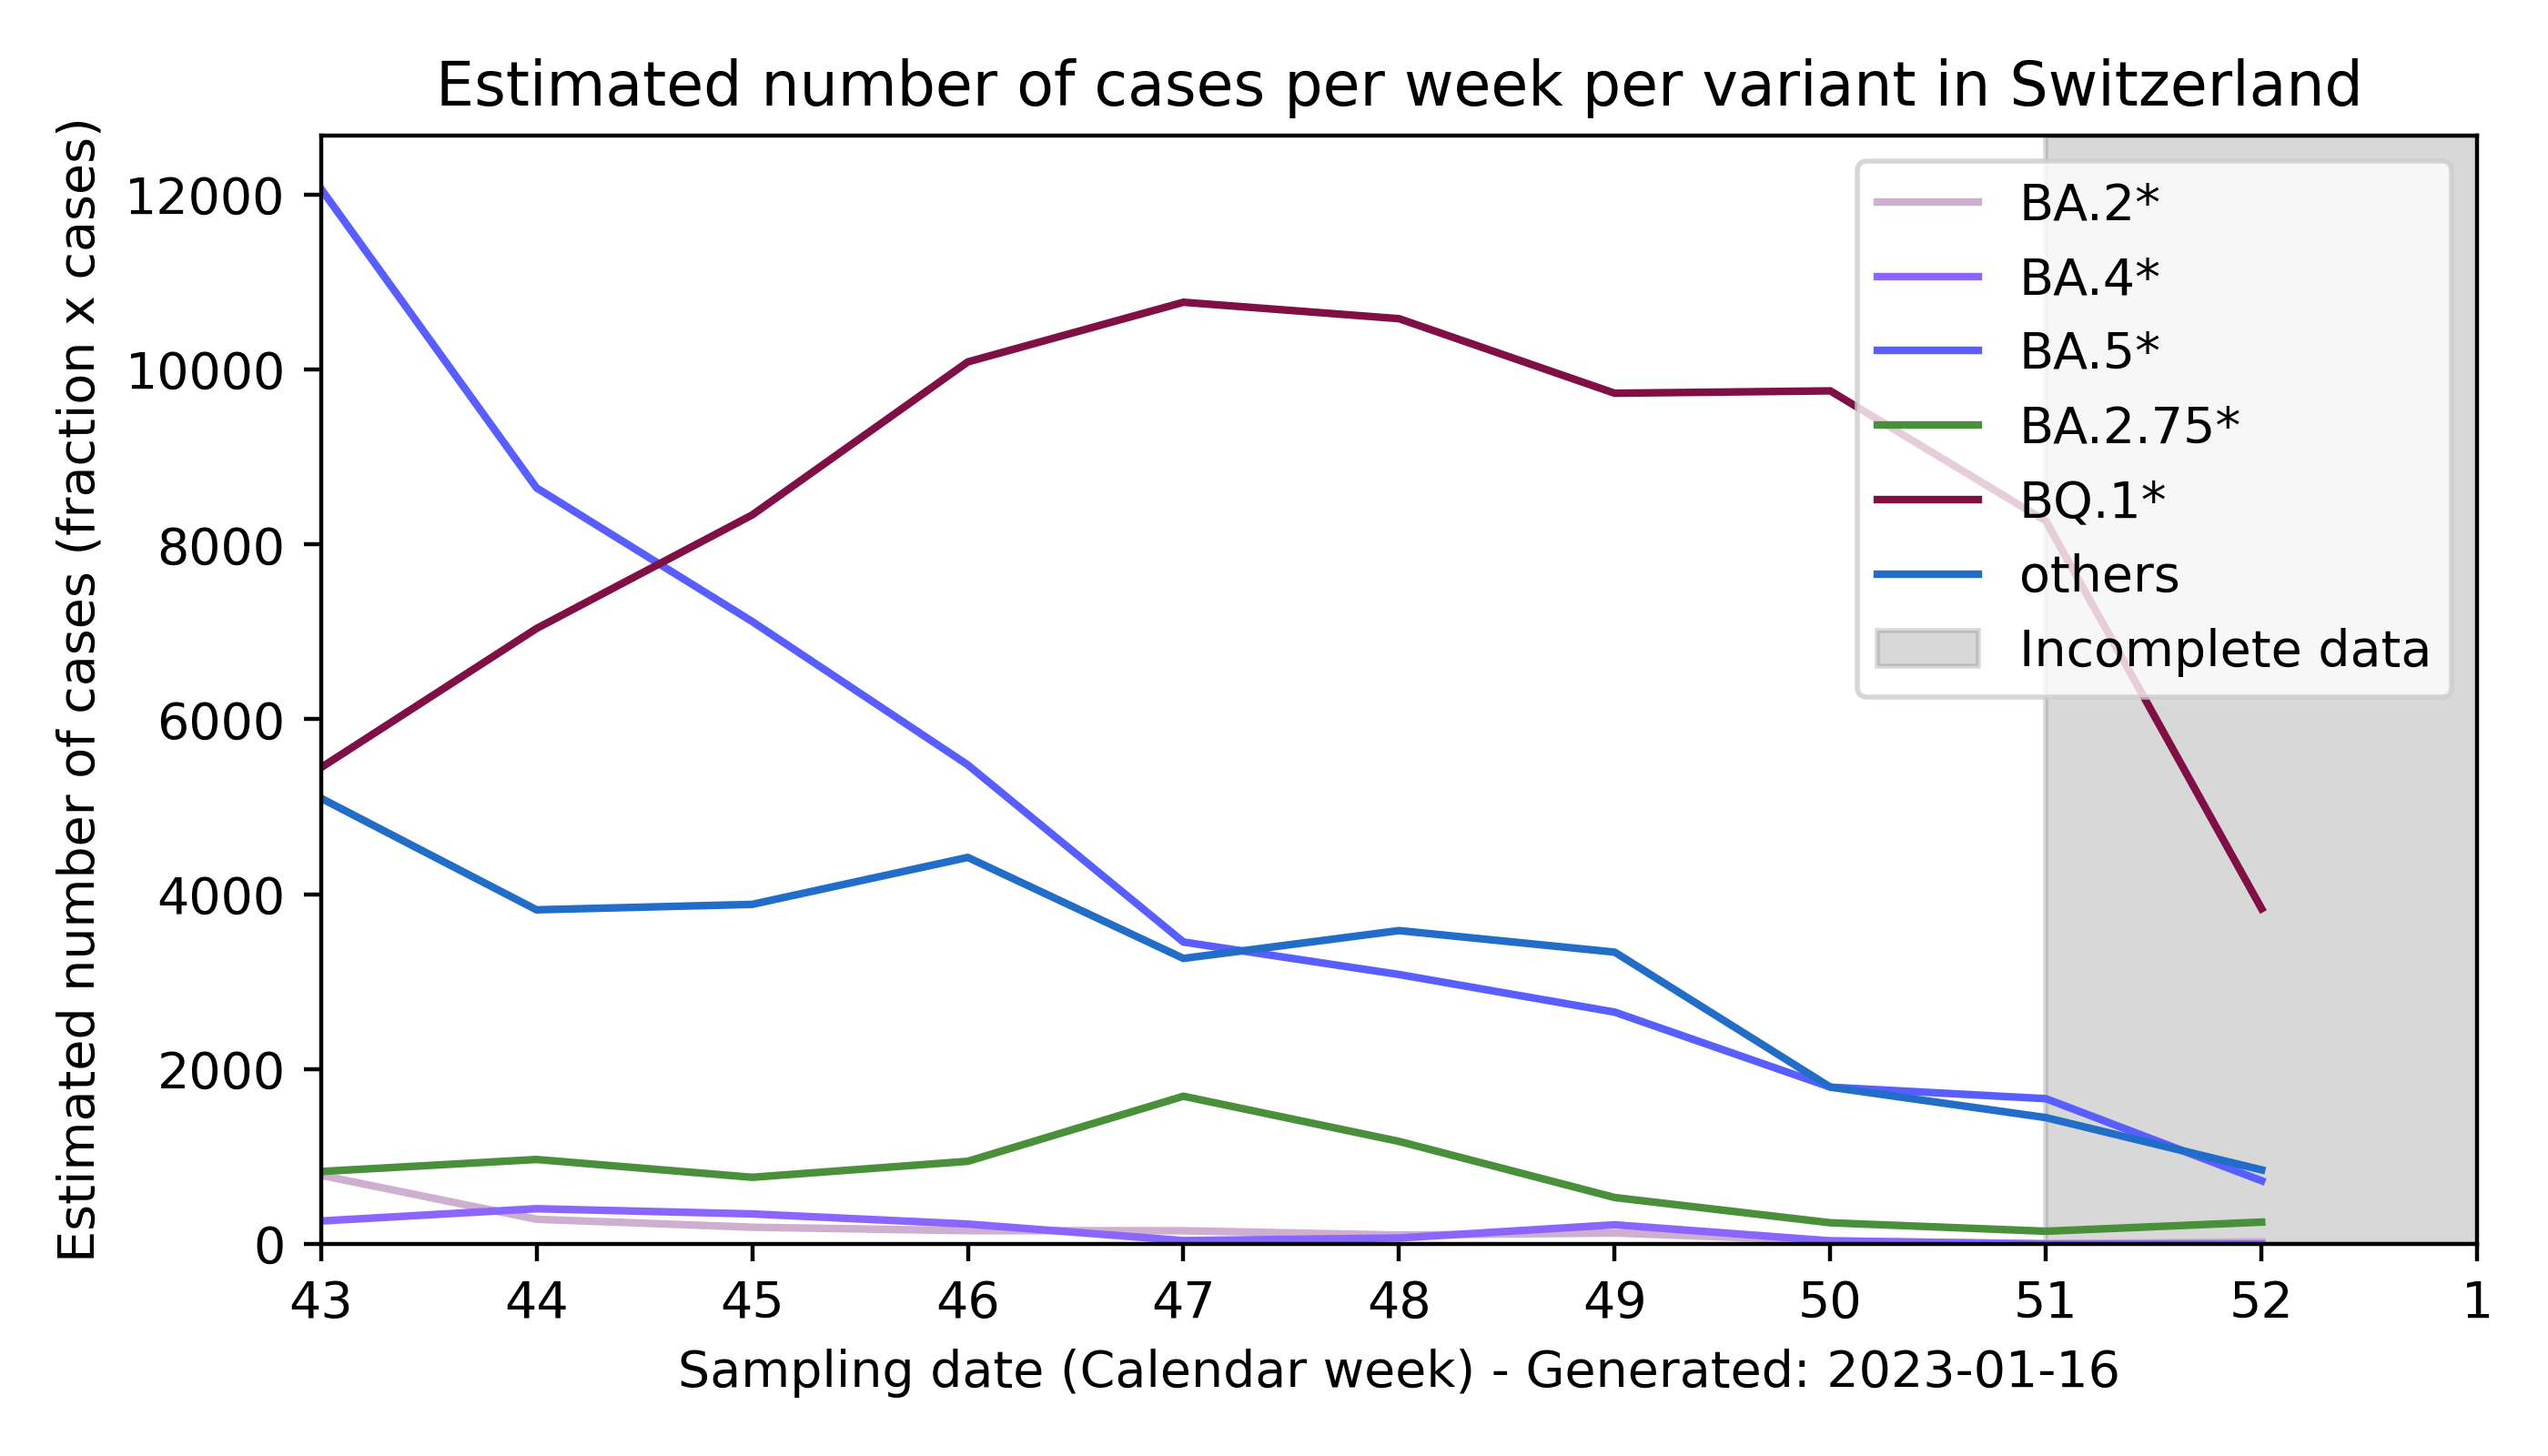 Estimated number of cases per week per variant in Switzerland
Estimated number of cases (fraction x cases)
12000
10000
8000
6000
4000
2000
0
BA.2*
BA.4*
BA.5*
BA.2.75*
BQ.1*
others
Incomplete data
43 44 45 46 47 48 49 50 51 52 1
Sampling date (Calendar week) - Generated: 2023-01-16